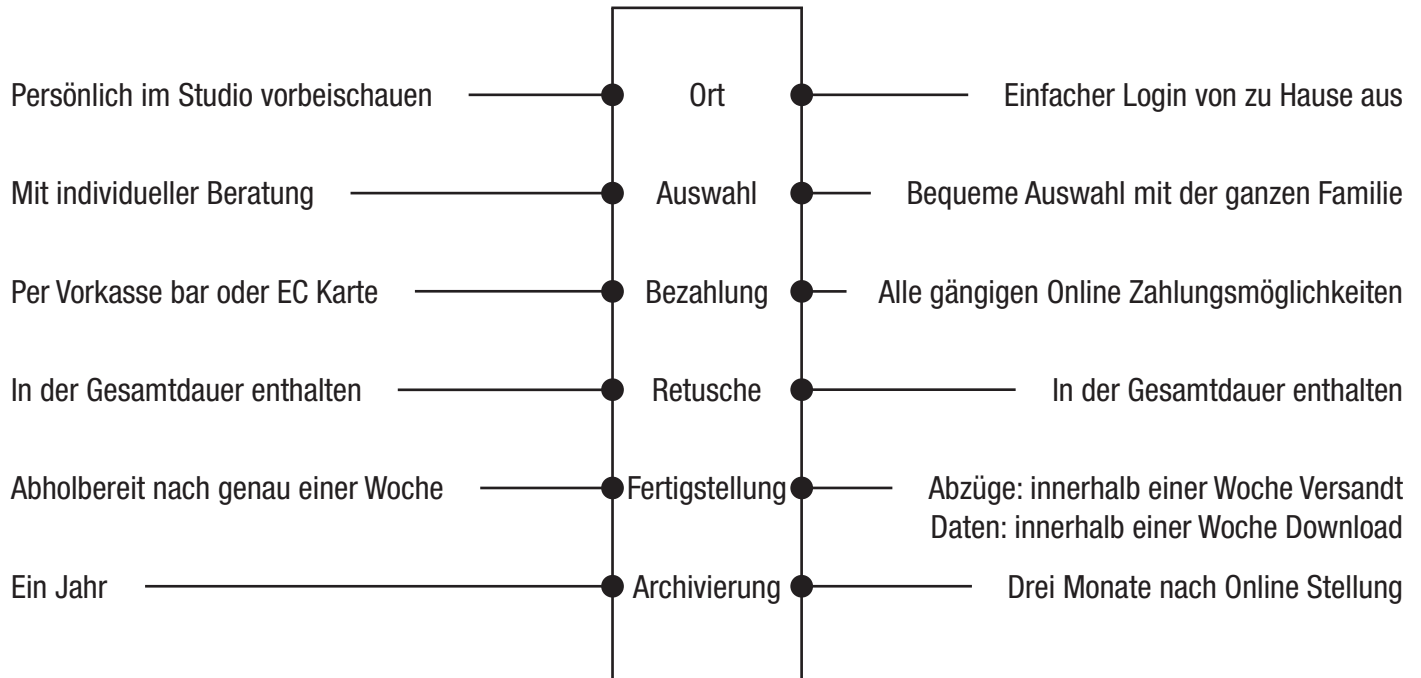 Persönlich im Studio vorbeischauen Ort Einfacher Login von zu Hause aus
Mit individueller Beratung Auswahl Bequeme Auswahl mit der ganzen Familie
Per Vorkasse bar oder EC Karte Bezahlung Alle gängigen Online Zahlungsmöglichkeiten
In der Gesamtdauer enthalten Retusche In der Gesamtdauer enthalten
Abholbereit nach genau einer Woche Fertigstellung Abzüge: innerhalb einer Woche Versandt
Daten: innerhalb einer Woche Download
Ein Jahr Archivierung Drei Monate nach Online Stellung